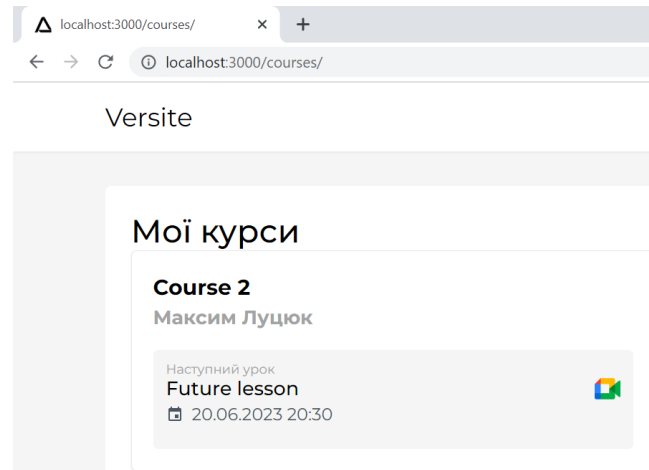 localhost:3000/courses/
localhost:3000/courses/
Versite
Мої курси
Course 2
Максим Луцюк
Наступний урок
Future lesson
20.06.2023 20:30